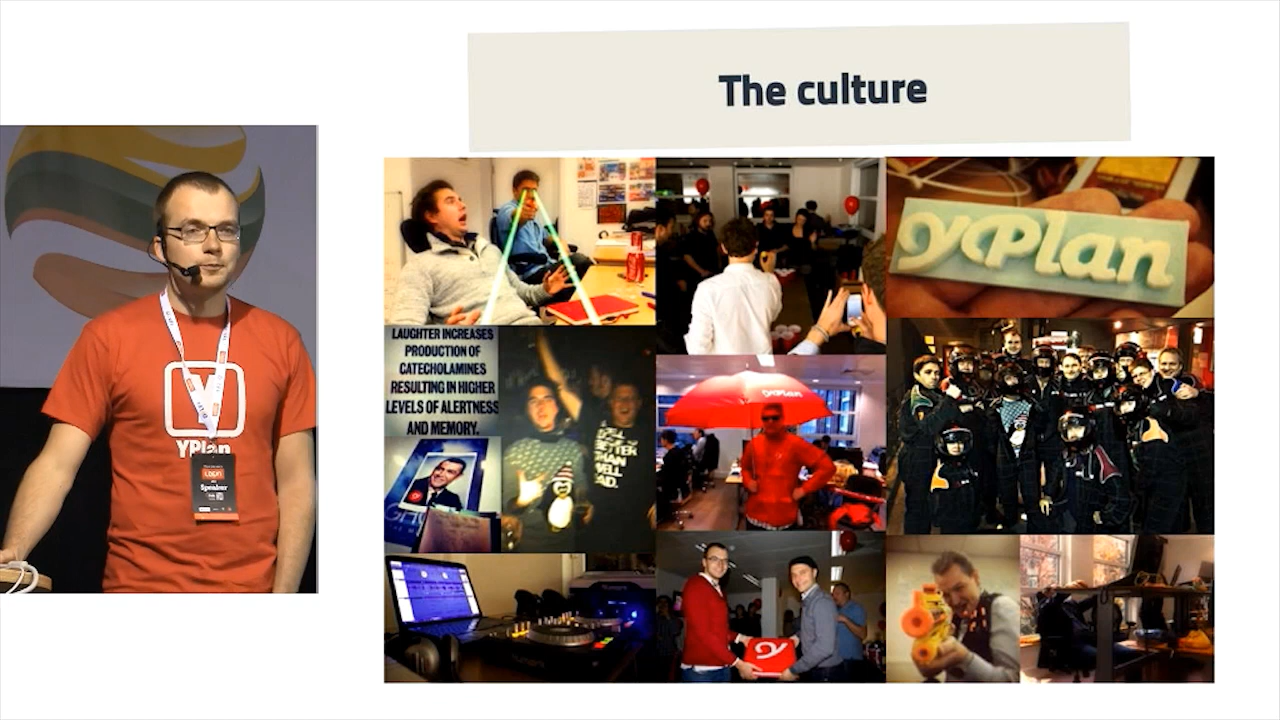 The culture
yPlan
LAUGHTER INCREASES
PRODUCTION OF
CATECHOLAMINES
RESULTING IN HIGHER
LEVELS OF ALERTNESS
AND MEMORY.
yPlan
YPlan
Speaker